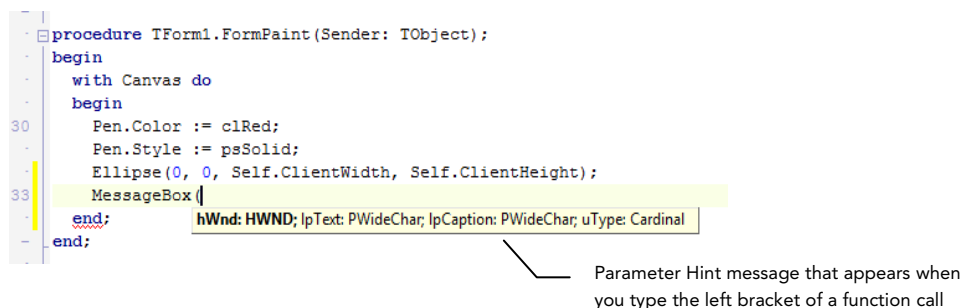 procedure TForm1.FormPaint(Sender: TObject);
begin
with Canvas do
begin
30 Pen.Color := clRed;
Pen.Style := psSolid;
Ellipse(0, 0, Self.ClientWidth, Self.ClientHeight);
33 MessageBox(
end;
hWnd: HWND; lpText: PWideChar; lpCaption: PWideChar; uType: Cardinal
end;
Parameter Hint message that appears when
you type the left bracket of a function call